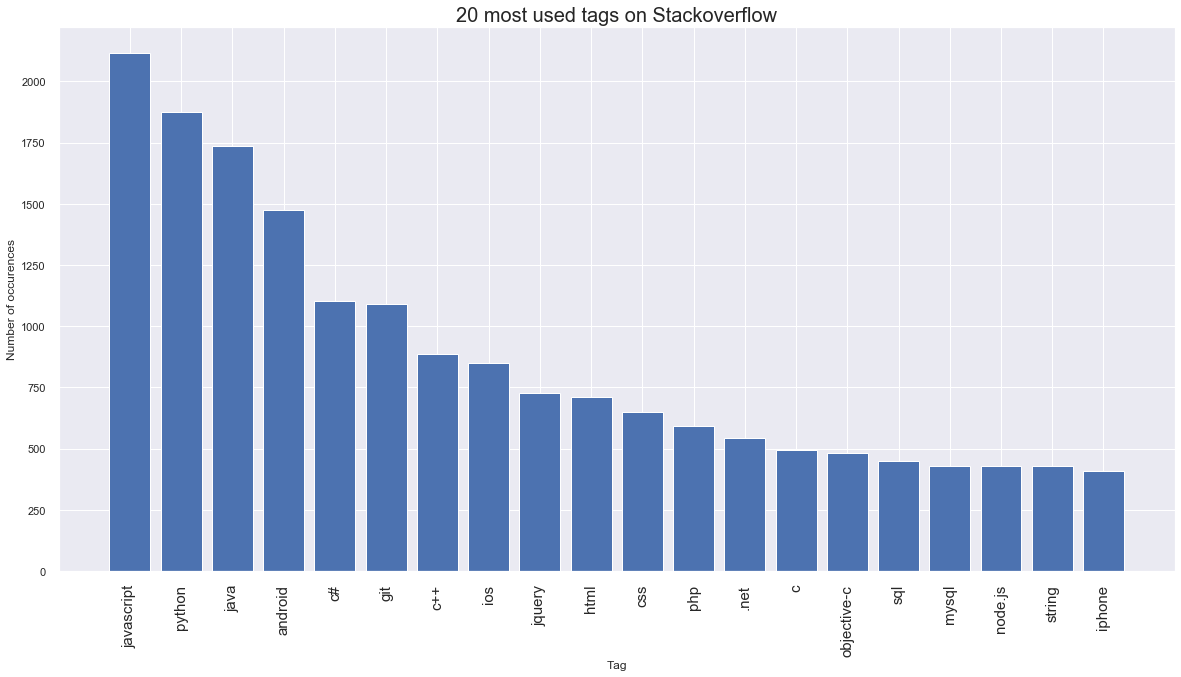 20 most used tags on Stackoverflow
Number of occurences
2000
1750
1500
1250
1000
750
500
250
0
javascript
python
java
android
c#
git
c++
ios
jquery
html
css
php
.net
c
objective-c
sql
mysql
node.js
string
iphone
Tag